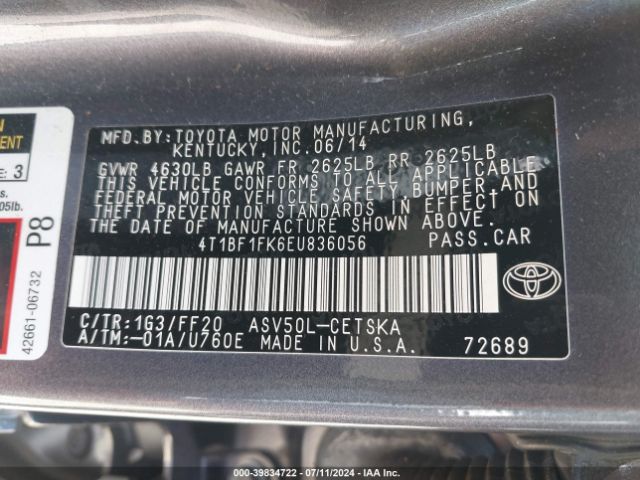 MFD.BY:TOYOTA MOTOR MANUFACTURING,
KENTUCKY,INC.06/14
GVWR 4630LB GAWR FR 2625LB RR 2625LB
THIS VEHICLE CONFORMS TO ALL APPLICABLE
FEDERAL MOTOR VEHICLE SAFETY,BUMPER,AND
THEFT PREVENTION STANDARDS IN EFFECT ON
THE DATE OF MANUFACTURE SHOWN ABOVE.
4T1BF1FK6EU836056 PASS.CAR
C/TR:1G3/FF20 ASV50L-CETSKA
A/TM:-01A/U760E MADE IN U.S.A. 72689
E: 3
05lb.
P8
42661-06732
000-39834722 - 07/11/2024 - IAA Inc.